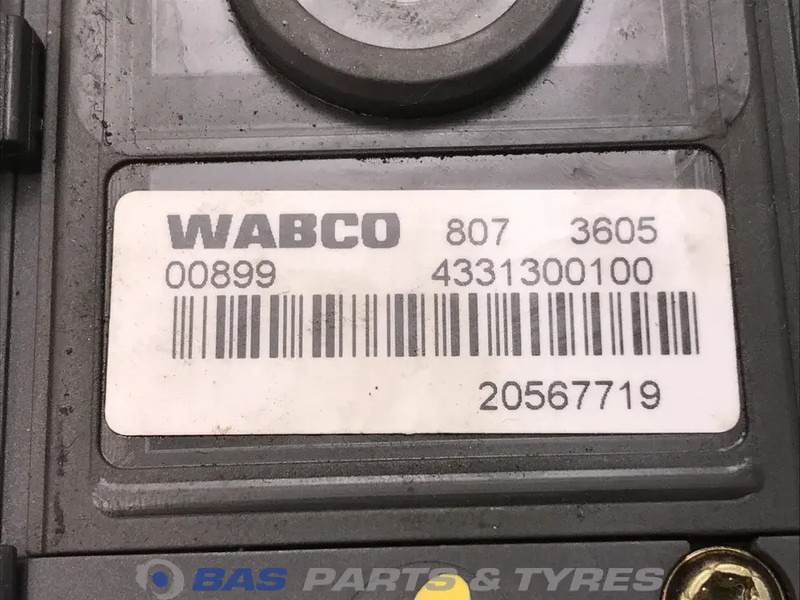 WABCO 807 3605
00899 4331300100
20567719
BAS PARTS & TYRES